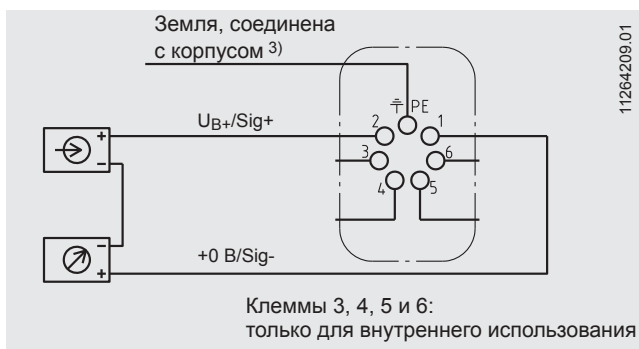 Земля, соединена
с корпусом 3)
11264209.01
PE
UB+/Sig+
2
1
+
−
3
6
4
5
−
+
+0 В/Sig-
Клеммы 3, 4, 5 и 6:
только для внутреннего использования